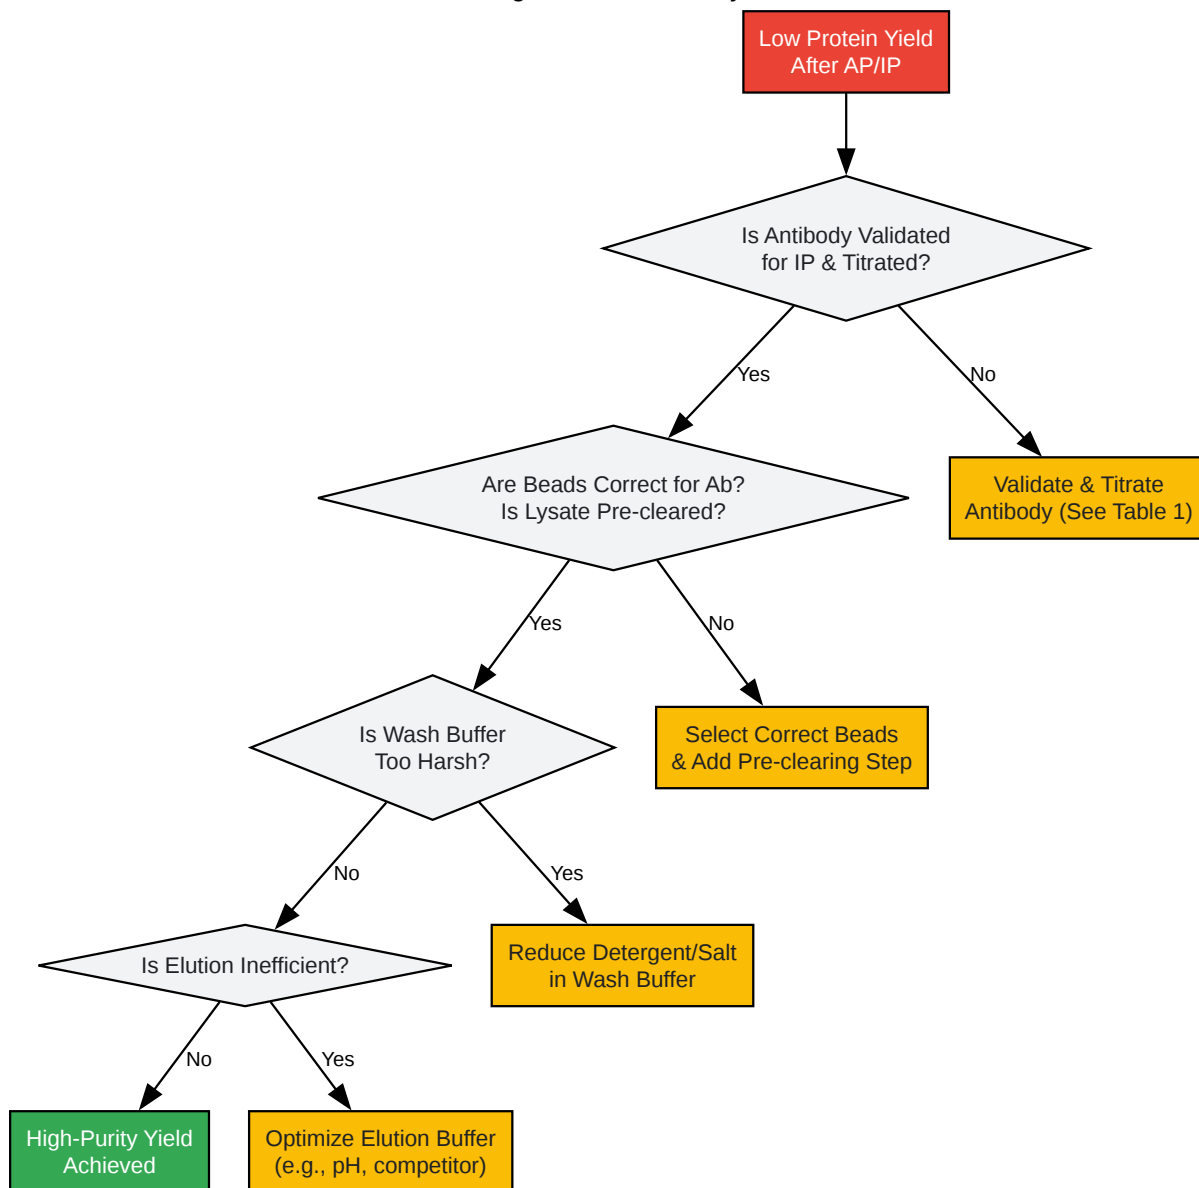 Low Protein Yield
After AP/IP
Is Antibody Validated
for IP & Titrated?
Yes
No
Are Beads Correct for Ab?
Is Lysate Pre-cleared?
Validate & Titrate
Antibody (See Table 1)
Yes
No
Is Wash Buffer
Too Harsh?
Select Correct Beads
& Add Pre-clearing Step
No
Yes
Is Elution Inefficient?
Reduce Detergent/Salt
in Wash Buffer
No
Yes
High-Purity Yield
Achieved
Optimize Elution Buffer
(e.g., pH, competitor)